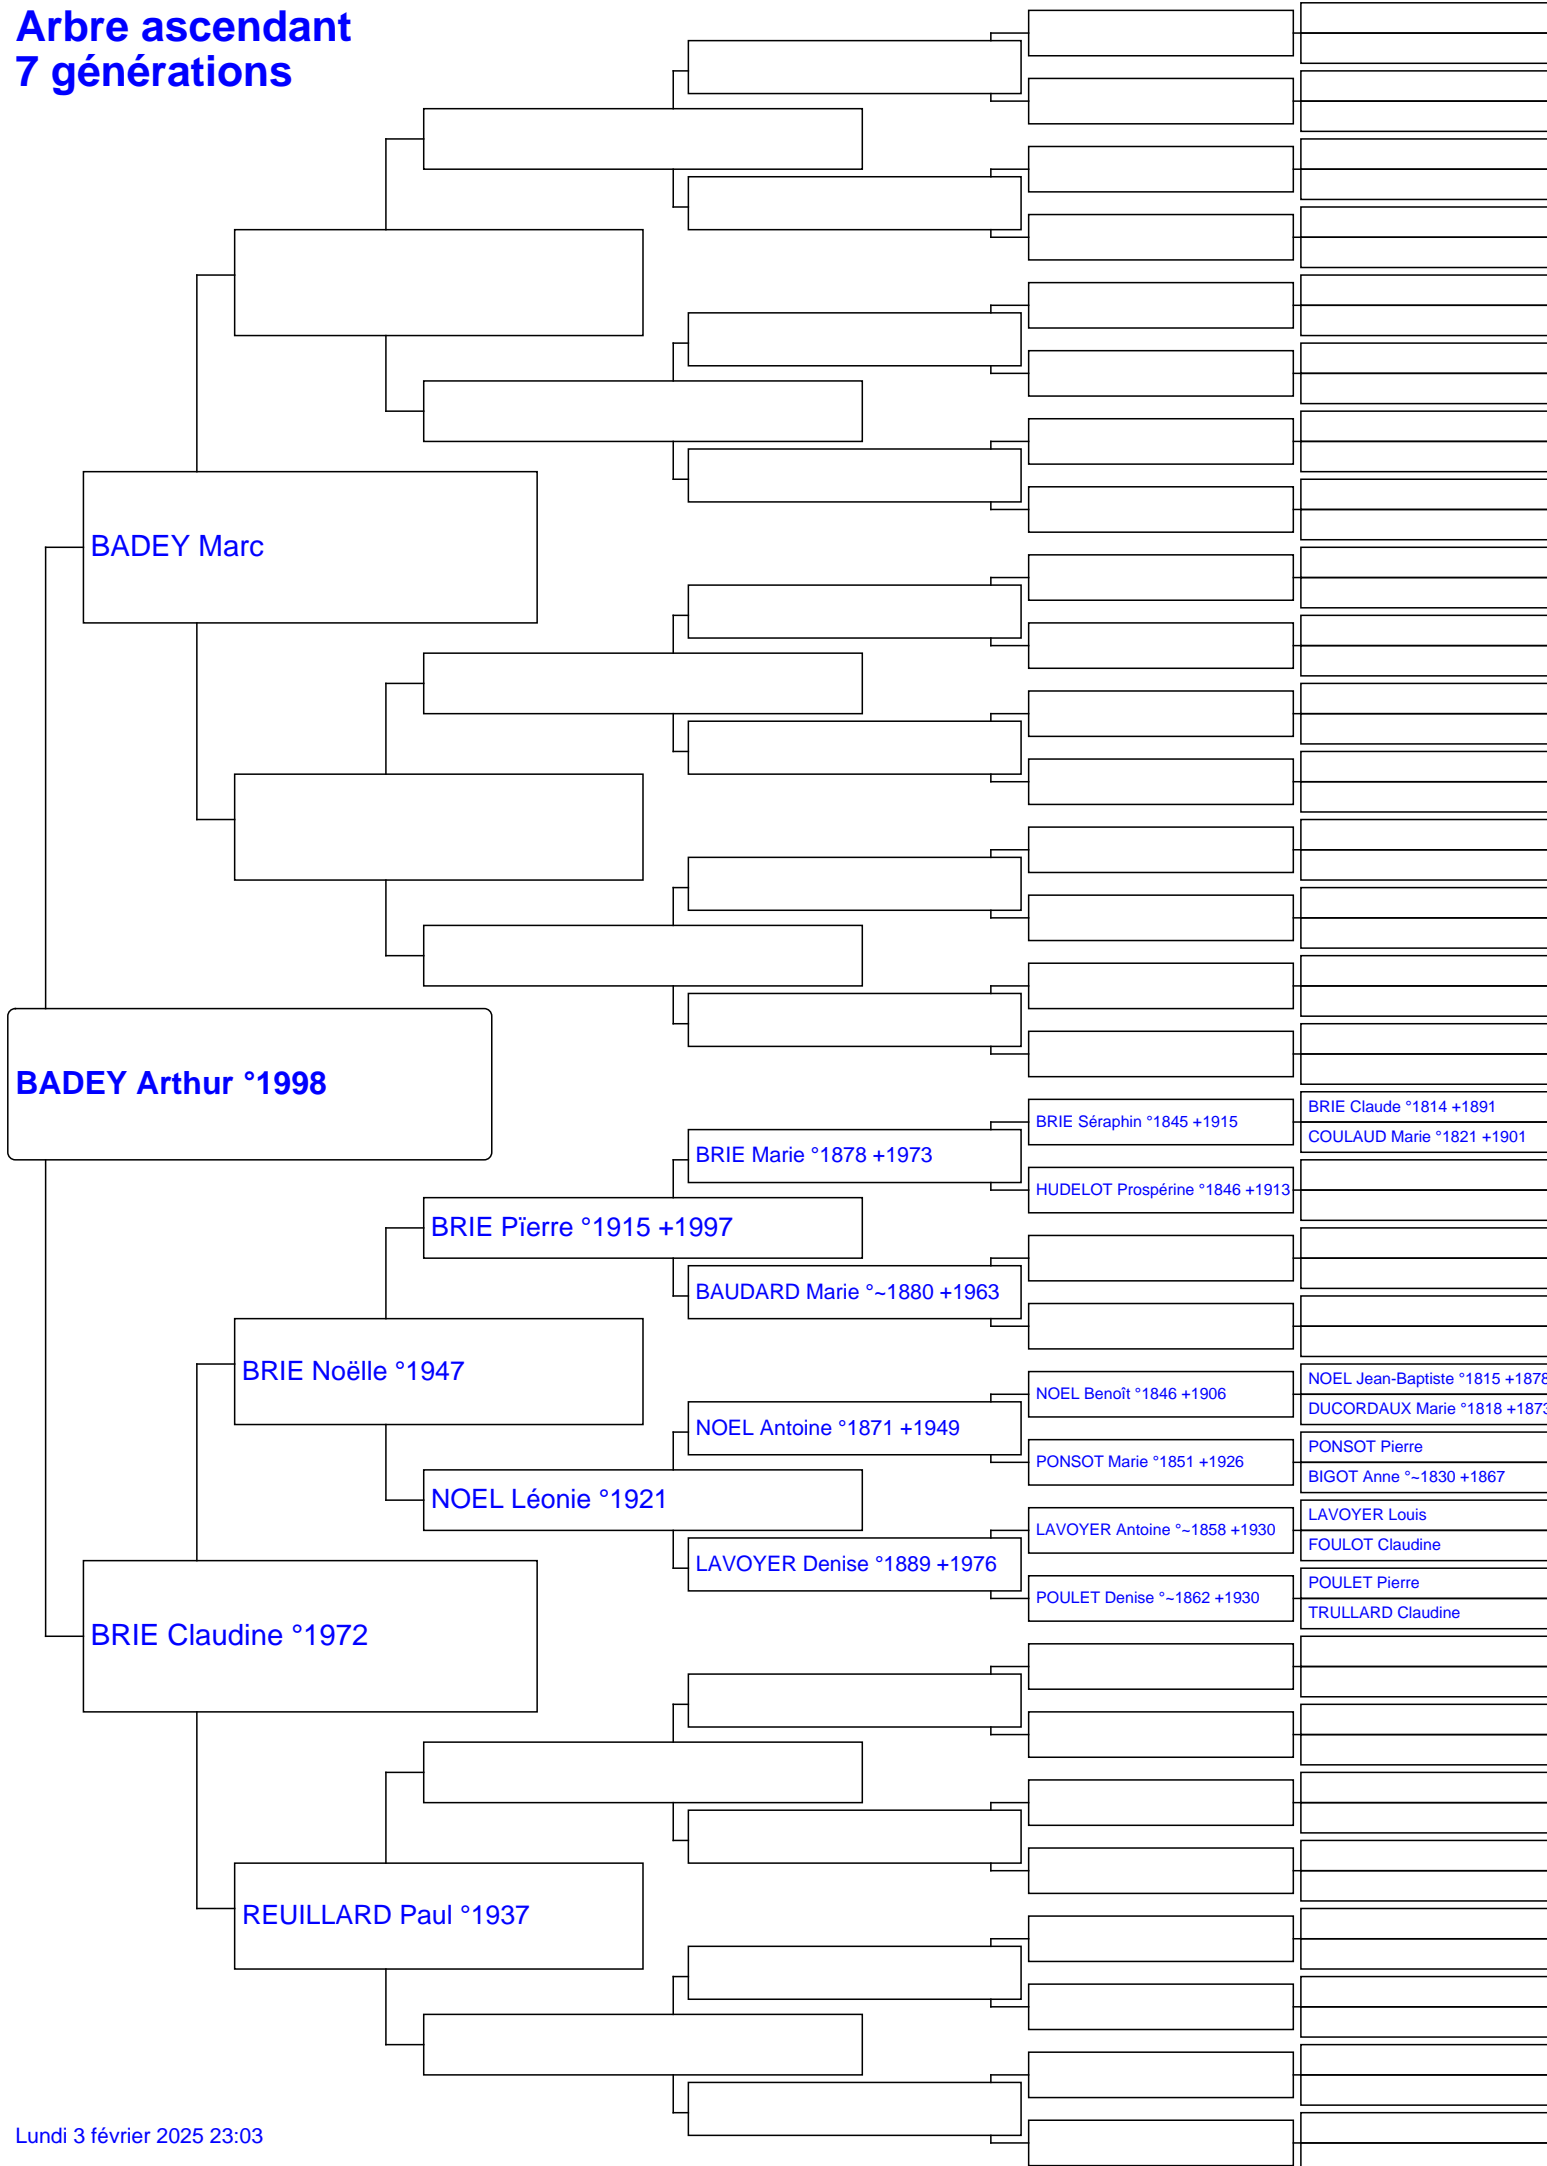 Arbre ascendant
7 générations
BADEY Marc
BADEY Arthur °1998
BRIE Séraphin °1845 +1915
BRIE Claude °1814 +1891
COULAUD Marie °1821 +1901
BRIE Marie °1878 +1973
HUDELOT Prospérine °1846 +1913
BRIE Pïerre °1915 +1997
BAUDARD Marie °~1880 +1963
BRIE Noëlle °1947
NOEL Benoît °1846 +1906
NOEL Jean-Baptiste °1815 +1878
DUCORDAUX Marie °1818 +1873
NOEL Antoine °1871 +1949
PONSOT Marie °1851 +1926
PONSOT Pierre
BIGOT Anne °~1830 +1867
NOEL Léonie °1921
LAVOYER Antoine °~1858 +1930
LAVOYER Louis
FOULOT Claudine
LAVOYER Denise °1889 +1976
POULET Denise °~1862 +1930
POULET Pierre
TRULLARD Claudine
BRIE Claudine °1972
REUILLARD Paul °1937
Lundi 3 février 2025 23:03